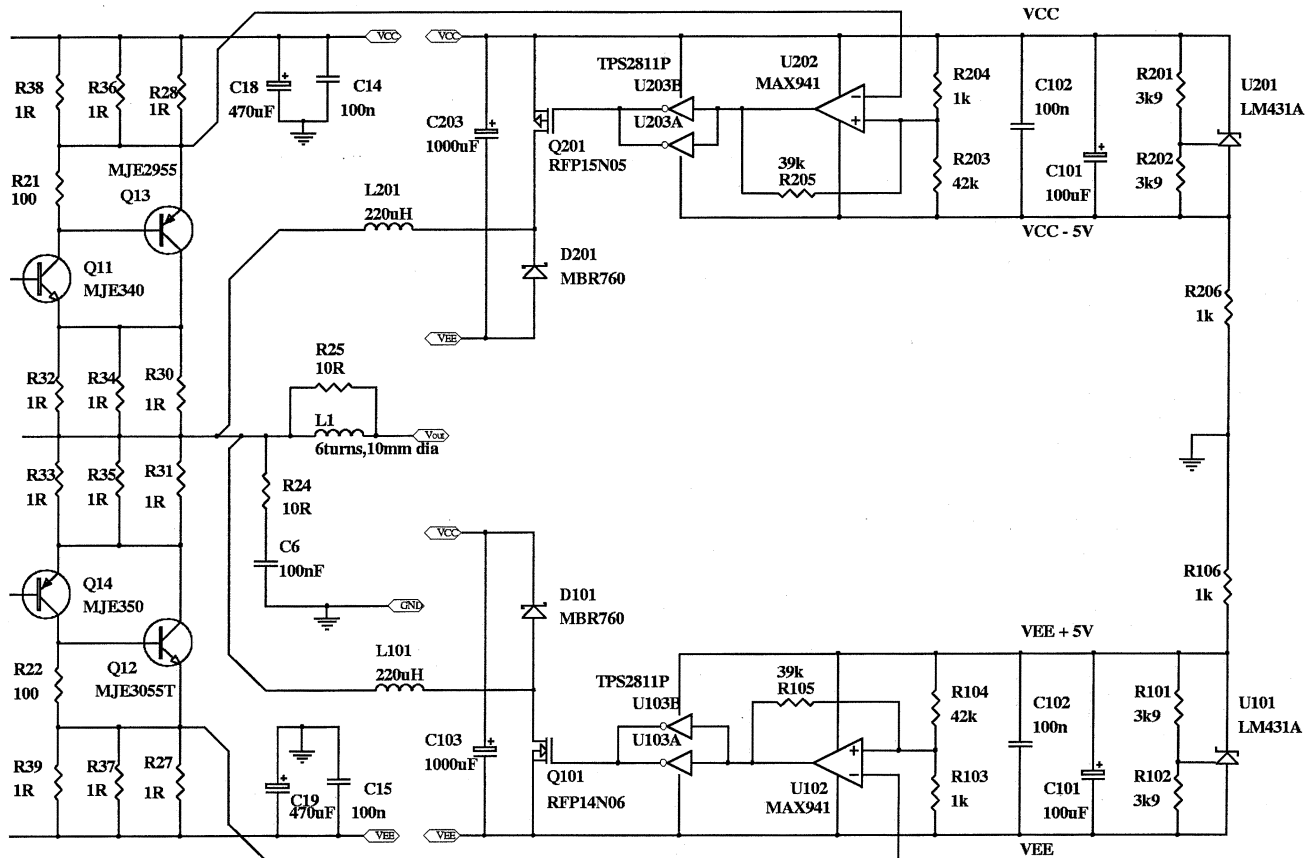 VCC
VCC
VCC
R38
1R
R36
1R
R28
1R
C18
470uF
C14
100n
C203
1000uF
Q201
RFP15N05
TPS2811P
U203B
U203A
U202
MAX941
39k
R205
R204
1k
R203
42k
C102
100n
C101
100uF
R201
3k9
R202
3k9
U201
LM431A
R21
100
MJE2955
Q13
L201
220uH
VCC - 5V
Q11
MJE340
D201
MBR760
R206
1k
VEE
R32
1R
R34
1R
R30
1R
R25
10R
L1
6turns,10mm dia
Vout
R33
1R
R35
1R
R31
1R
R24
10R
C6
100nF
VCC
GND
Q14
MJE350
D101
MBR760
R106
1k
R22
100
Q12
MJE3055T
L101
220uH
VEE + 5V
TPS2811P
U103B
U103A
39k
R105
R104
42k
R103
1k
C102
100n
C101
100uF
R101
3k9
R102
3k9
U101
LM431A
R39
1R
R37
1R
R27
1R
C19
470uF
C15
100n
C103
1000uF
Q101
RFP14N06
U102
MAX941
VEE
VEE
VEE